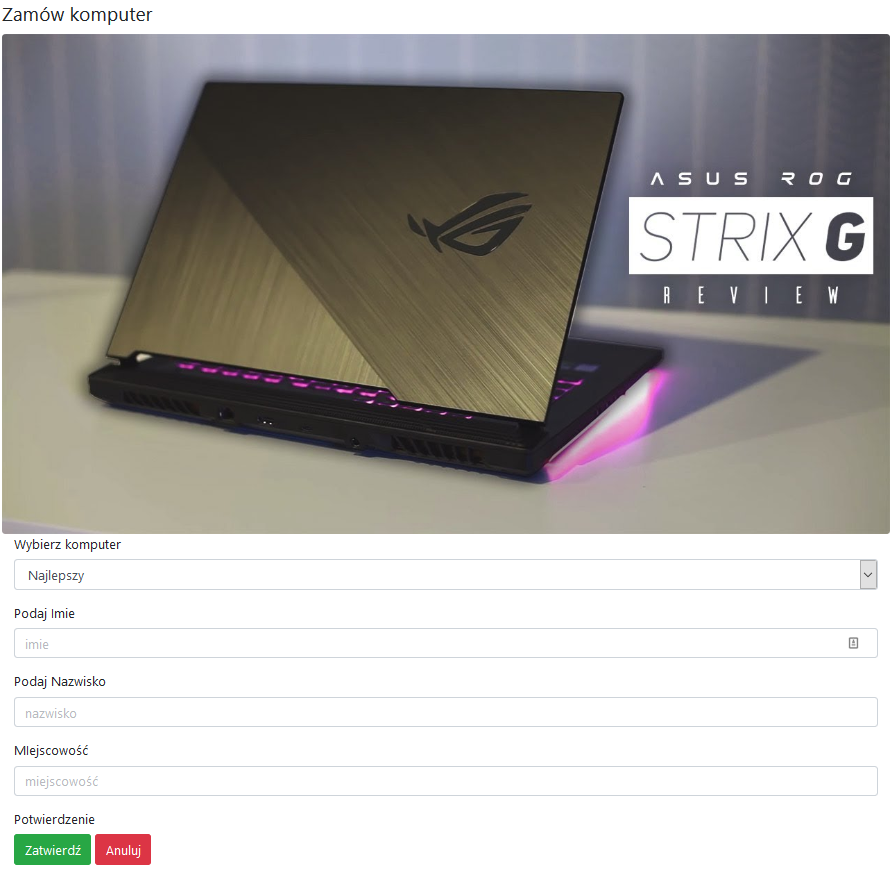 Zamów komputer
ASUS ROG
STRIX G
REVIEW
Wybierz komputer
Najlepszy
Podaj Imie
imie
Podaj Nazwisko
nazwisko
MIejscowość
miejscowość
Potwierdzenie
Zatwierdź Anuluj